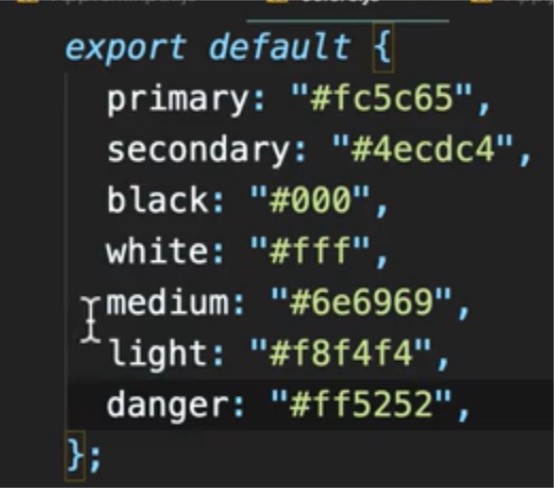 export default {
primary: "#fc5c65",
secondary: "#4ecdc4",
black: "#000",
white: "#fff",
medium: "#6e6969",
light: "#f8f4f4",
danger: "#ff5252",
};